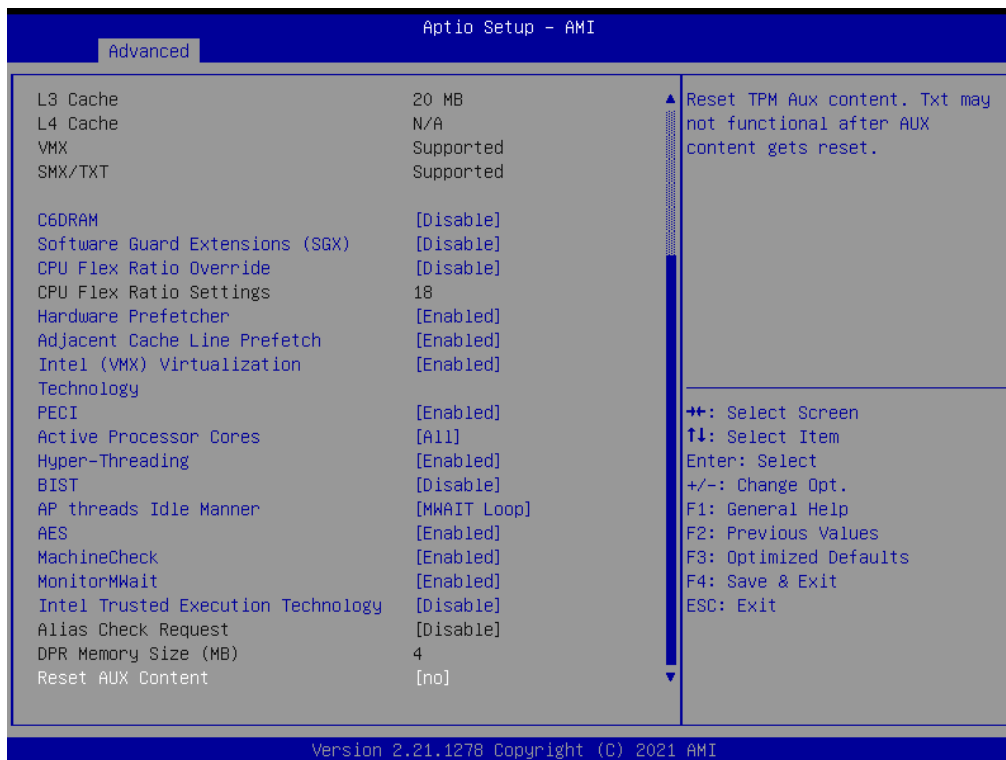 Aptio Setup – AMI
Advanced
L3 Cache 20 MB
L4 Cache N/A
VMX Supported
SMX/TXT Supported
C6DRAM [Disable]
Software Guard Extensions (SGX) [Disable]
CPU Flex Ratio Override [Disable]
CPU Flex Ratio Settings 18
Hardware Prefetcher [Enabled]
Adjacent Cache Line Prefetch [Enabled]
Intel (VMX) Virtualization [Enabled]
Technology
PECI [Enabled]
Active Processor Cores [All]
Hyper-Threading [Enabled]
BIST [Disable]
AP threads Idle Manner [MWAIT Loop]
AES [Enabled]
MachineCheck [Enabled]
MonitorMWait [Enabled]
Intel Trusted Execution Technology [Disable]
Alias Check Request [Disable]
DPR Memory Size (MB) 4
Reset AUX Content [no]
Reset TPM Aux content. Txt may
not functional after AUX
content gets reset.
→←: Select Screen
↑↓: Select Item
Enter: Select
+/-: Change Opt.
F1: General Help
F2: Previous Values
F3: Optimized Defaults
F4: Save & Exit
ESC: Exit
Version 2.21.1278 Copyright (C) 2021 AMI